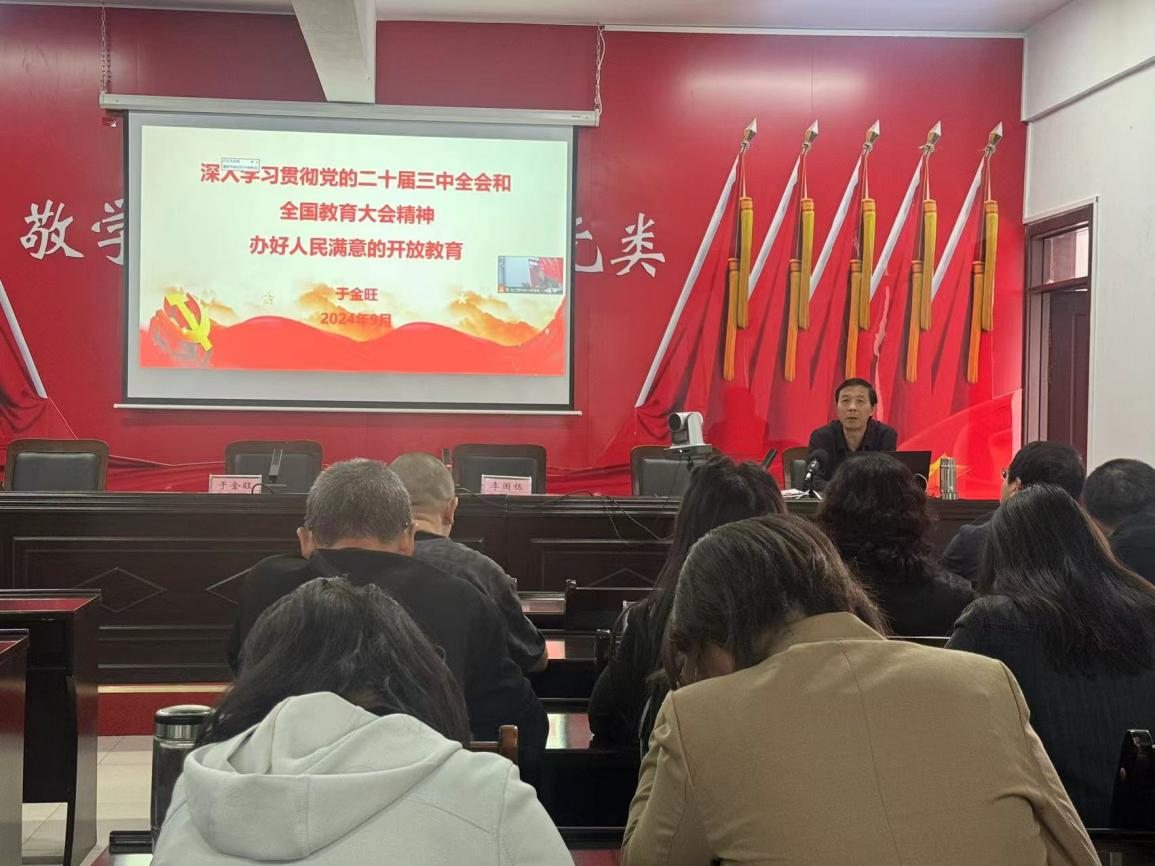 深入学习贯彻党的二十届三中全会和
全国教育大会精神
办好人民满意的开放教育
于金旺
2024年9月
敬学
类
于金旺
李国栋